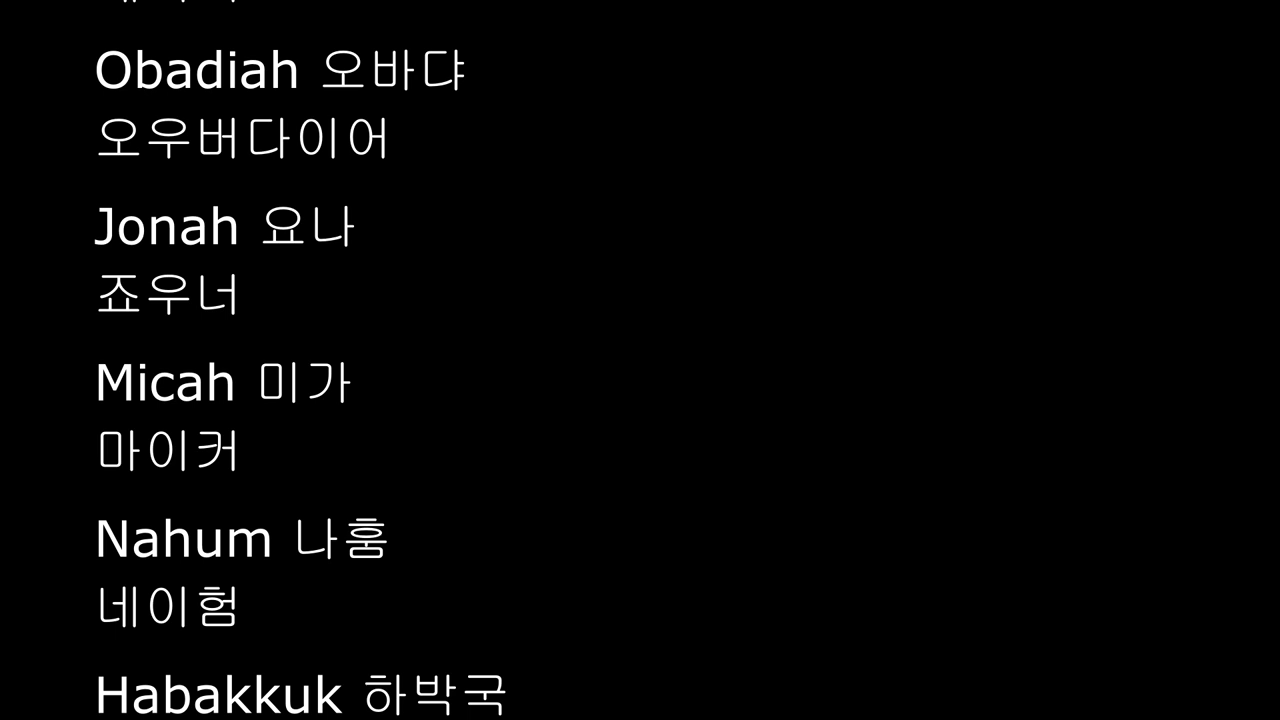 Obadiah 오바댜
오우버다이어
Jonah 요나
죠우너
Micah 미가
마이커
Nahum 나훔
네이험
Habakkuk 하박국